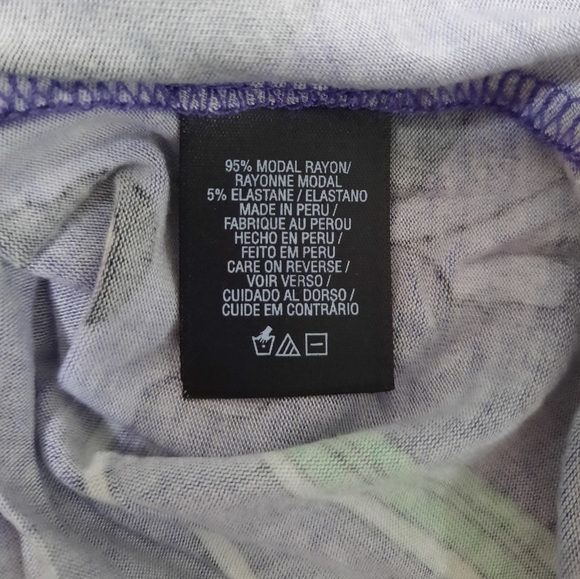 95% MODAL RAYON/
RAYONNE MODAL
5% ELASTANE / ELASTANO
MADE IN PERU /
FABRIQUE AU PEROU
HECHO EN PERU /
FEITO EM PERU
CARE ON REVERSE /
VOIR VERSO /
CUIDADO AL DORSO /
CUIDE EM CONTRÁRIO